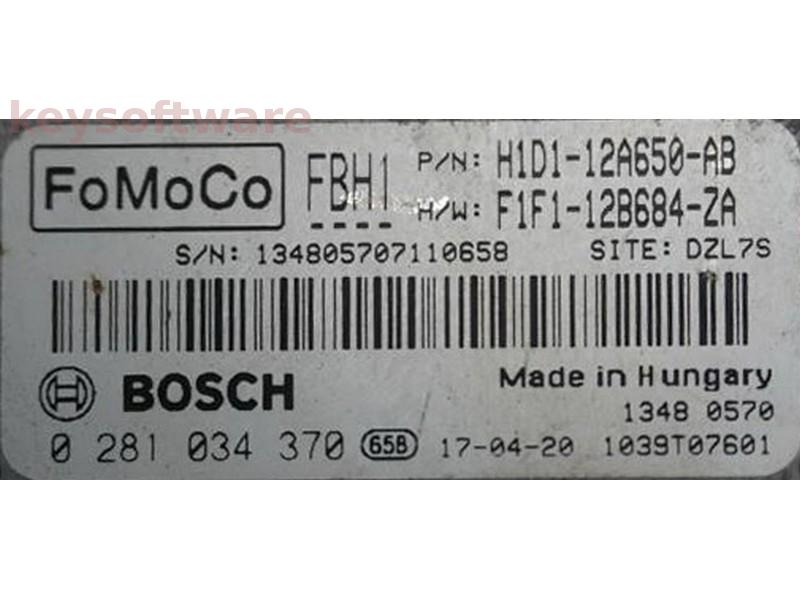 keysoftware
FoMoCo FBH1 P/N: H1D1-12A650-AB
H/W: F1F1-12B684-ZA
S/N: 134805707110658 SITE: DZL7S
BOSCH Made in Hungary
1348 0570
0 281 034 370 65B 17-04-20 1039T07601